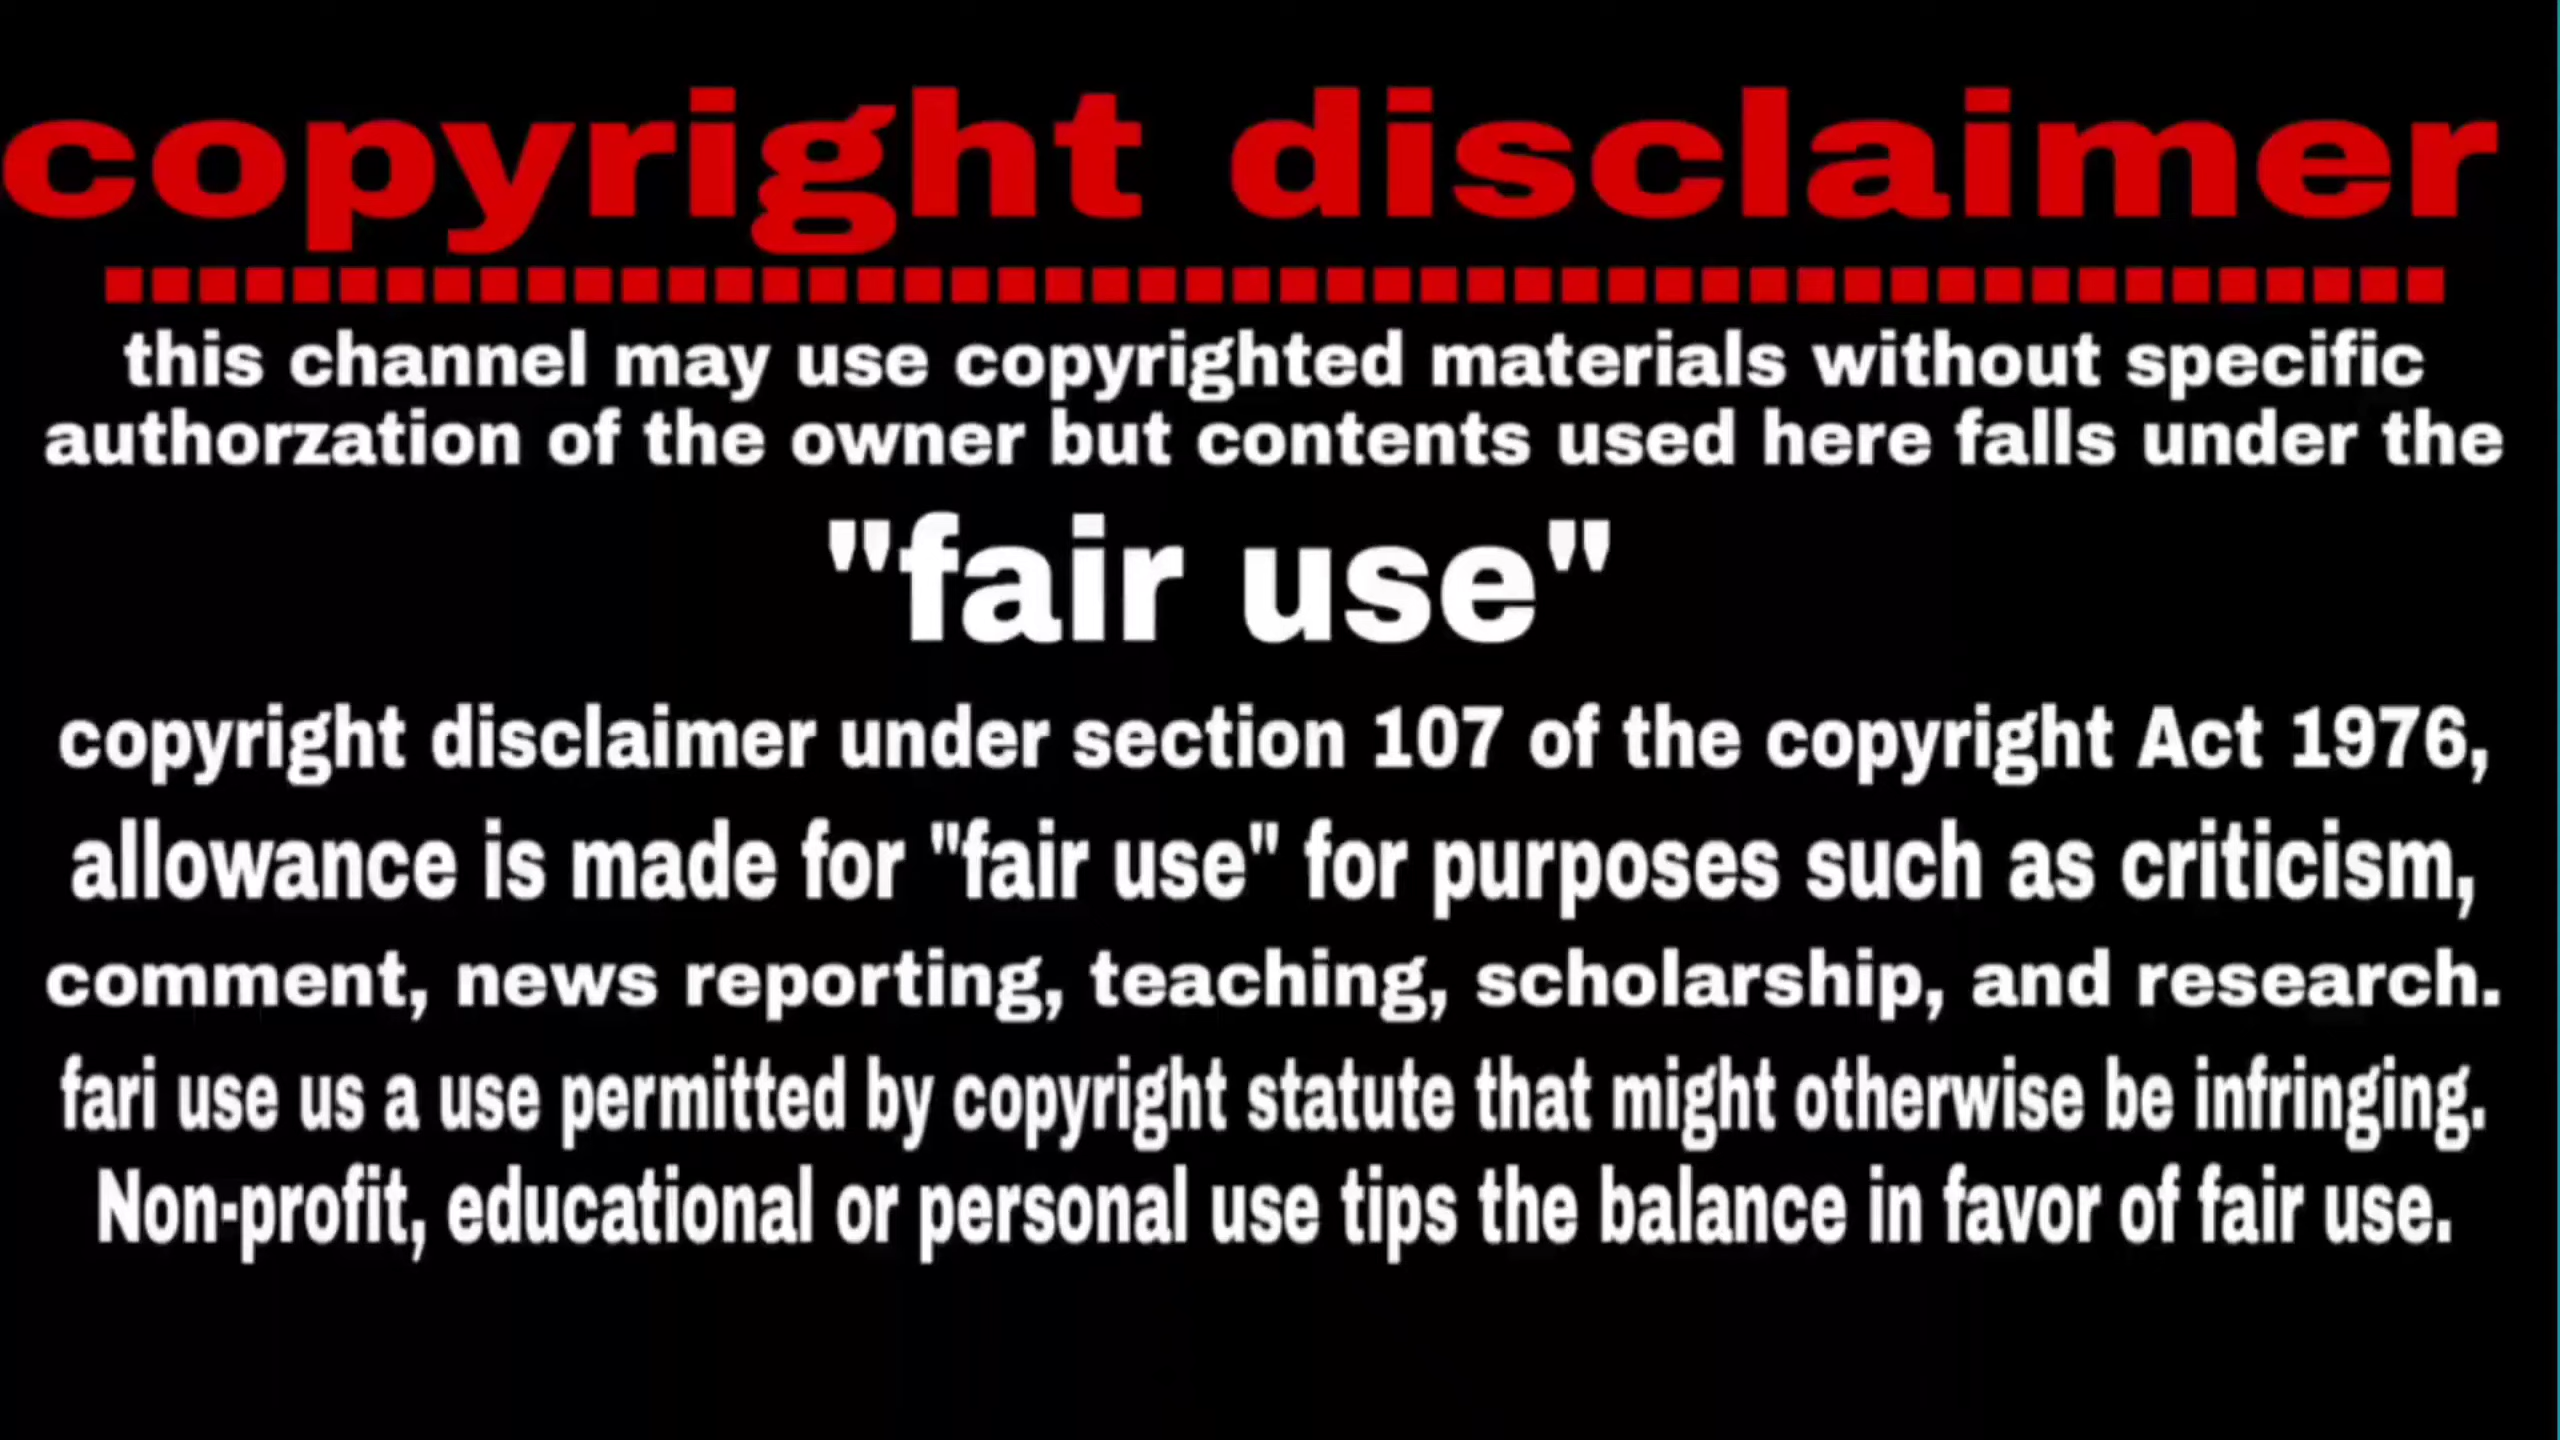 copyright disclaimer
this channel may use copyrighted materials without specific
authorzation of the owner but contents used here falls under the
"fair use"
copyright disclaimer under section 107 of the copyright Act 1976,
allowance is made for "fair use" for purposes such as criticism,
comment, news reporting, teaching, scholarship, and research.
fari use us a use permitted by copyright statute that might otherwise be infringing.
Non-profit, educational or personal use tips the balance in favor of fair use.